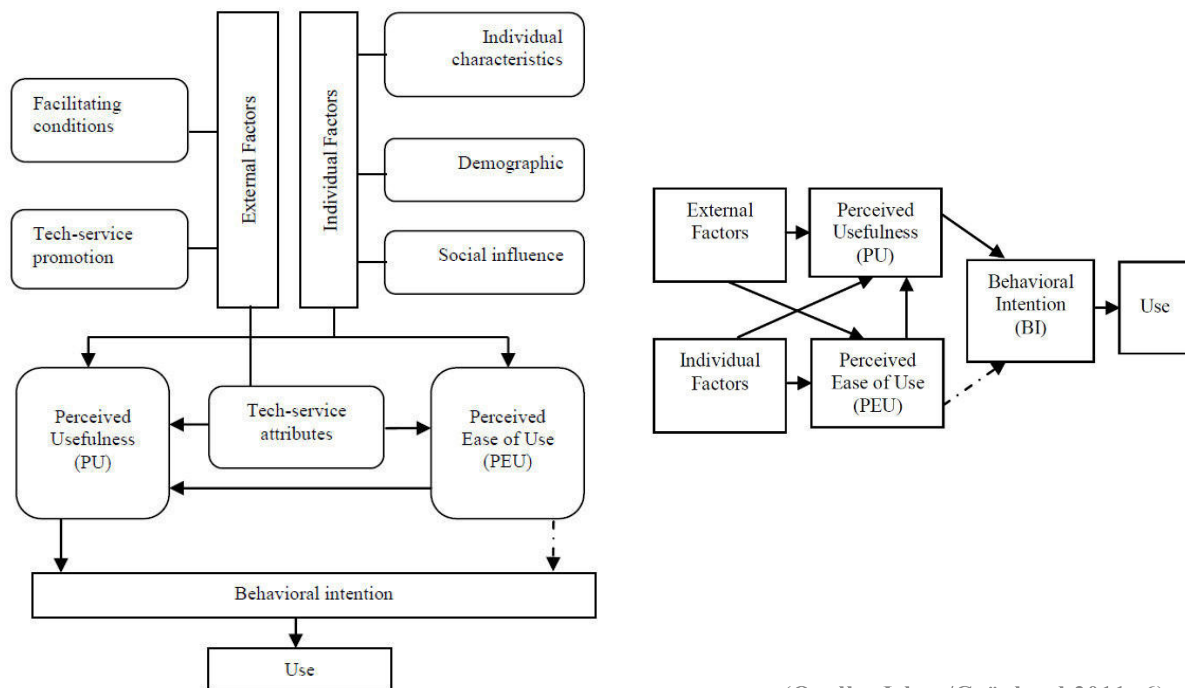 Individual
characteristics
Facilitating
conditions
External Factors
Individual Factors
Demographic
Tech-service
promotion
Social influence
Perceived
Usefulness
(PU)
Tech-service
attributes
Perceived
Ease of Use
(PEU)
Behavioral intention
Use
External
Factors
Perceived
Usefulness
(PU)
Behavioral
Intention
(BI)
Use
Individual
Factors
Perceived
Ease of Use
(PEU)